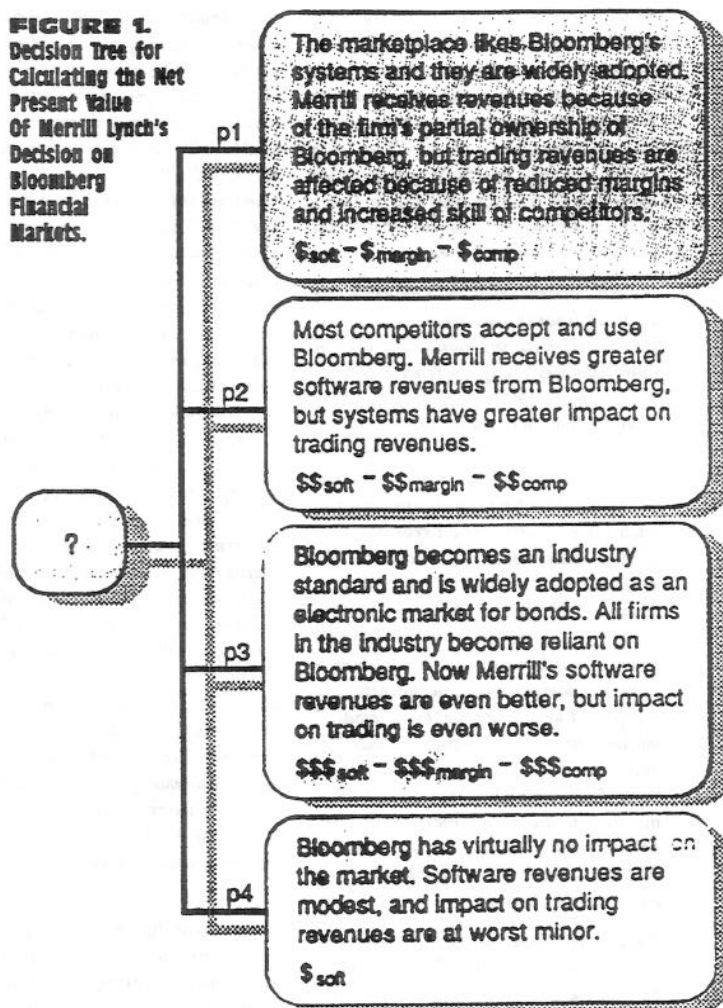 FIGURE 1.
Decision Tree for
Calculating the Net
Present Value
Of Merrill Lynch's
Decision on
Bloomberg
Financial
Markets.
?
p1
The marketplace likes Bloomberg's
systems and they are widely adopted.
Merrill receives revenues because
of the firm's partial ownership of
Bloomberg, but trading revenues are
affected because of reduced margins
and increased skill of competitors.
$soft - $margin - $comp
p2
Most competitors accept and use
Bloomberg. Merrill receives greater
software revenues from Bloomberg,
but systems have greater impact on
trading revenues.
$$soft - $$margin - $$comp
p3
Bloomberg becomes an industry
standard and is widely adopted as an
electronic market for bonds. All firms
in the industry become reliant on
Bloomberg. Now Merrill's software
revenues are even better, but impact
on trading is even worse.
$$$soft - $$$margin - $$$comp
p4
Bloomberg has virtually no impact on
the market. Software revenues are
modest, and impact on trading
revenues are at worst minor.
$soft